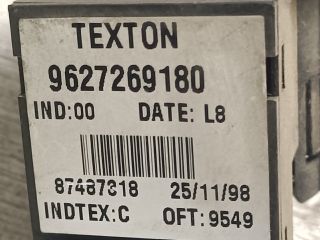 TEXTON
9627269180
IND:00 DATE: L8
87487318 25/11/98
INDTEX:C OFT:9549